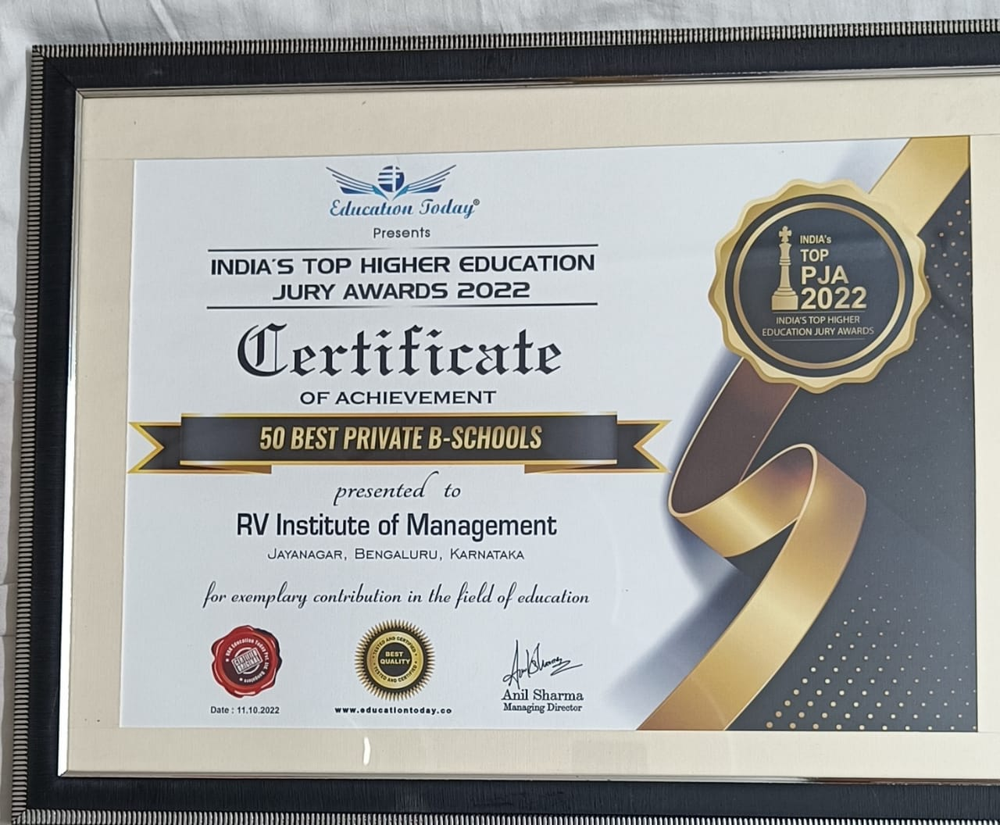 Education Today®
Presents
INDIA'S TOP HIGHER EDUCATION
JURY AWARDS 2022
Certificate
OF ACHIEVEMENT
50 BEST PRIVATE B-SCHOOLS
presented to
RV Institute of Management
JAYANAGAR, BENGALURU, KARNATAKA
for exemplary contribution in the field of education
Education Today Pvt. Ltd.
CERTIFIED
ORIGINAL
Date : 11.10.2022
TESTED AND CERTIFIED
BEST
QUALITY
TESTED AND CERTIFIED
www.educationtoday.co
Anil Sharma
Managing Director
INDIA's
TOP
PJA
2022
INDIA'S TOP HIGHER
EDUCATION JURY AWARDS